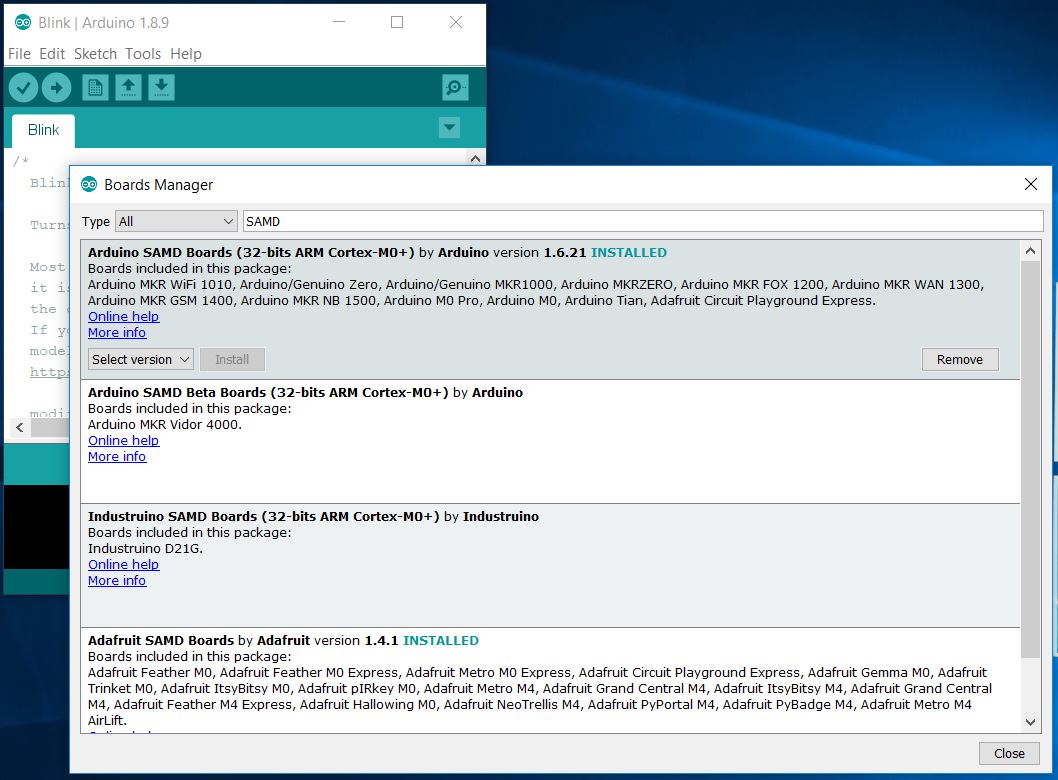 Blink | Arduino 1.8.9
File Edit Sketch Tools Help
Blink
/*
Turns
Most
it is
the
If
https
Boards Manager
Type All SAMD
Arduino SAMD Boards (32-bits ARM Cortex-M0+) by Arduino version 1.6.21 INSTALLED
Boards included in this package:
Arduino MKR WiFi 1010, Arduino/Genuino Zero, Arduino/Genuino MKR1000, Arduino MKRZERO, Arduino MKR FOX 1200, Arduino MKR WAN 1300,
Arduino MKR GSM 1400, Arduino MKR NB 1500, Arduino M0 Pro, Arduino M0, Arduino Tian, Adafruit Circuit Playground Express.
Online help
More info
Select version Install Remove
Arduino SAMD Beta Boards (32-bits ARM Cortex-M0+) by Arduino
Boards included in this package:
Arduino MKR Vidor 4000.
Online help
More info
Industruino SAMD Boards (32-bits ARM Cortex-M0+) by Industruino
Boards included in this package:
Industruino D21G.
Online help
More info
Adafruit SAMD Boards by Adafruit version 1.4.1 INSTALLED
Boards included in this package:
Adafruit Feather M0, Adafruit Feather M0 Express, Adafruit Metro M0 Express, Adafruit Circuit Playground Express, Adafruit Gemma M0, Adafruit
Trinket M0, Adafruit ItsyBitsy M0, Adafruit pIRkey M0, Adafruit Metro M4, Adafruit Grand Central M4, Adafruit ItsyBitsy M4, Adafruit Grand Central
M4, Adafruit Feather M4 Express, Adafruit Hallowing M0, Adafruit NeoTrellis M4, Adafruit PyPortal M4, Adafruit PyBadge M4, Adafruit Metro M4
AirLift.
Close